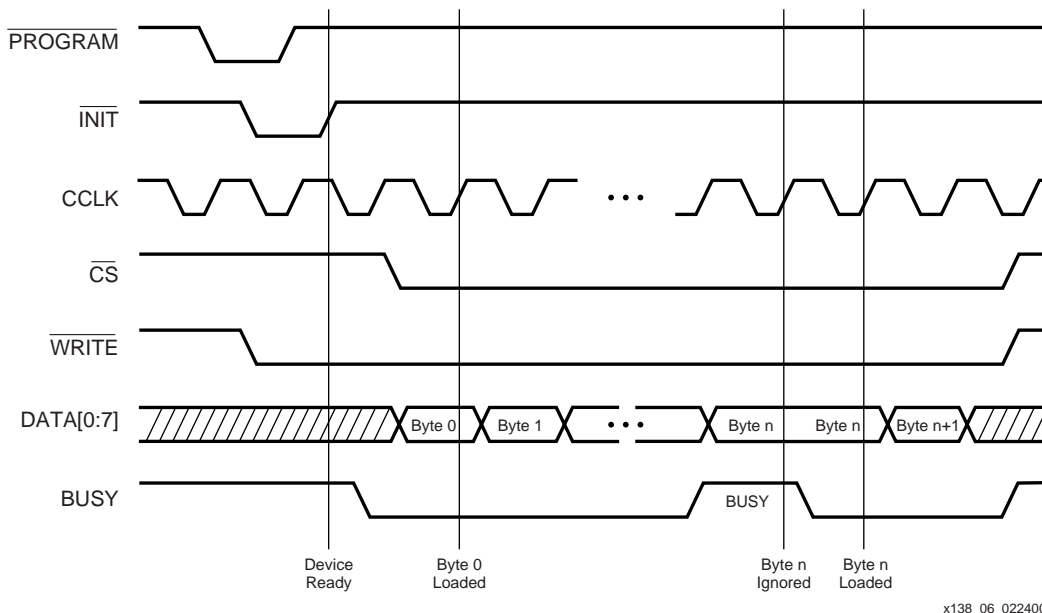 PROGRAM
INIT
CCLK
• • •
CS
WRITE
DATA[0:7]
Byte 0
Byte 1
• • •
Byte n
Byte n
Byte n+1
BUSY
BUSY
Device
Ready
Byte 0
Loaded
Byte n
Ignored
Byte n
Loaded
x138_06_022400